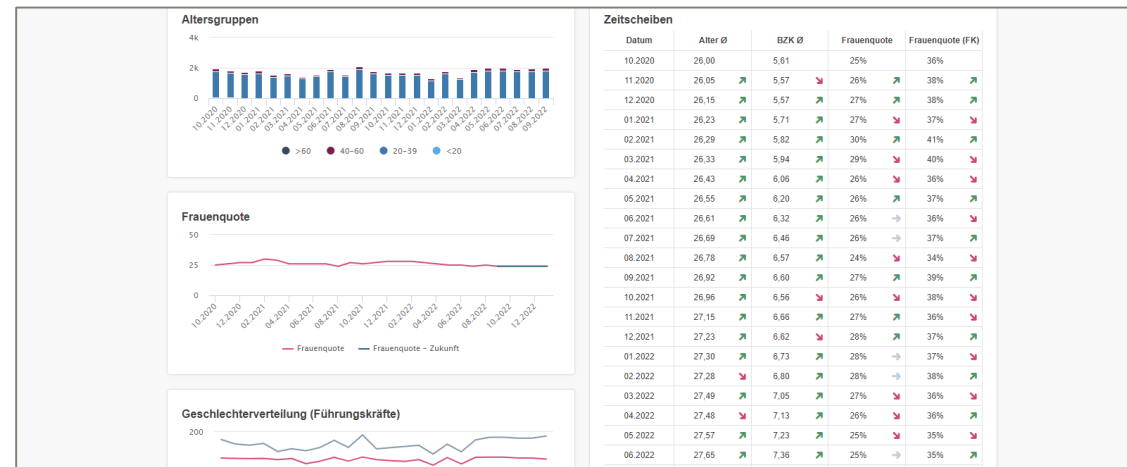 Altersgruppen
4k
2k
0
10.2020 11.2020 12.2020 01.2021 02.2021 03.2021 04.2021 05.2021 06.2021 07.2021 08.2021 09.2021 10.2021 11.2021 12.2021 01.2022 02.2022 03.2022 04.2022 05.2022 06.2022 07.2022 08.2022 09.2022
>60 40-60 20-39 <20
Frauenquote
50
25
0
10.2020 12.2020 02.2021 04.2021 06.2021 08.2021 10.2021 12.2021 02.2022 04.2022 06.2022 08.2022 10.2022 12.2022
Frauenquote Frauenquote - Zukunft
Geschlechterverteilung (Führungskräfte)
200
Zeitscheiben
Datum Alter Ø BZK Ø Frauenquote Frauenquote (FK)
10.2020 26,00 5,61 25% 36%
11.2020 26,05 5,57 26% 38%
12.2020 26,15 5,57 27% 38%
01.2021 26,23 5,71 27% 37%
02.2021 26,29 5,82 30% 41%
03.2021 26,33 5,94 29% 40%
04.2021 26,43 6,06 26% 36%
05.2021 26,55 6,20 26% 37%
06.2021 26,61 6,32 26% 36%
07.2021 26,69 6,46 26% 37%
08.2021 26,78 6,57 24% 34%
09.2021 26,92 6,60 27% 39%
10.2021 26,96 6,56 26% 38%
11.2021 27,15 6,66 27% 36%
12.2021 27,23 6,62 28% 37%
01.2022 27,30 6,73 28% 37%
02.2022 27,28 6,80 28% 38%
03.2022 27,49 7,05 27% 36%
04.2022 27,48 7,13 26% 36%
05.2022 27,57 7,23 25% 35%
06.2022 27,65 7,36 25% 35%